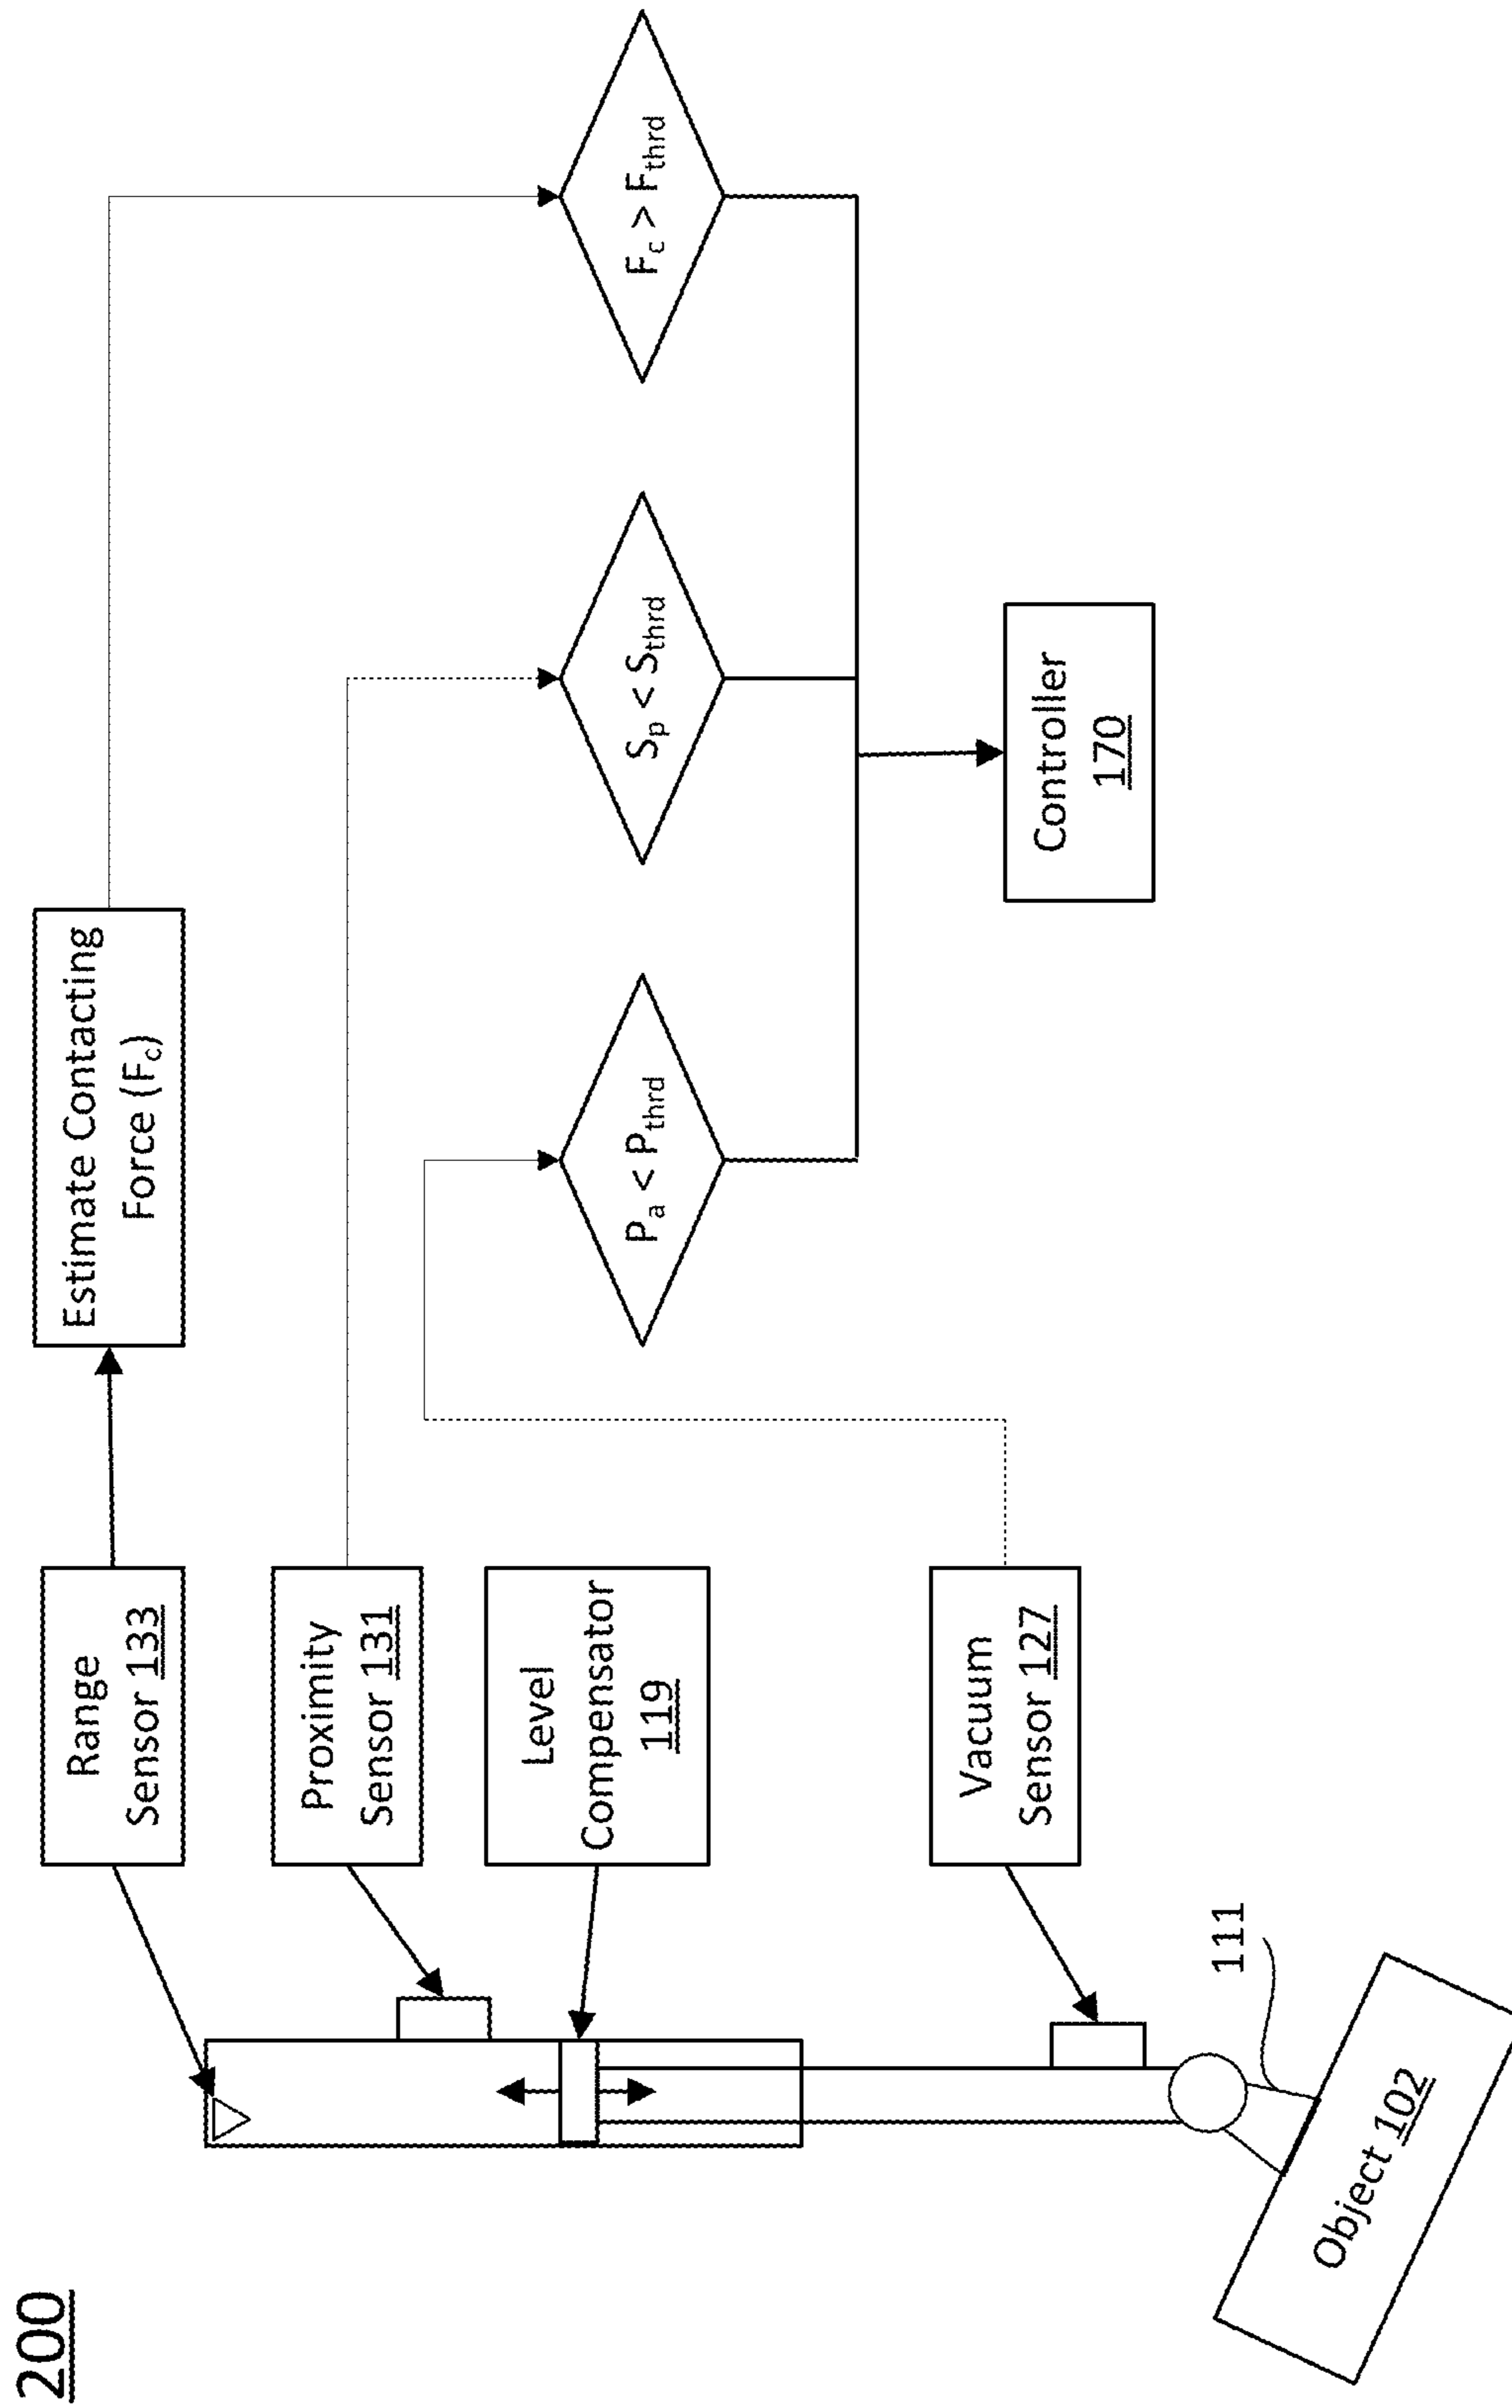 200
Range
Sensor 133
Estimate Contacting
Force (Fc)
Proximity
Sensor 131
Level
Compensator
119
Pa < Pthrd
Sp < Sthrd
Fc > Fthrd
Vacuum
Sensor 127
Controller
170
111
Object 102